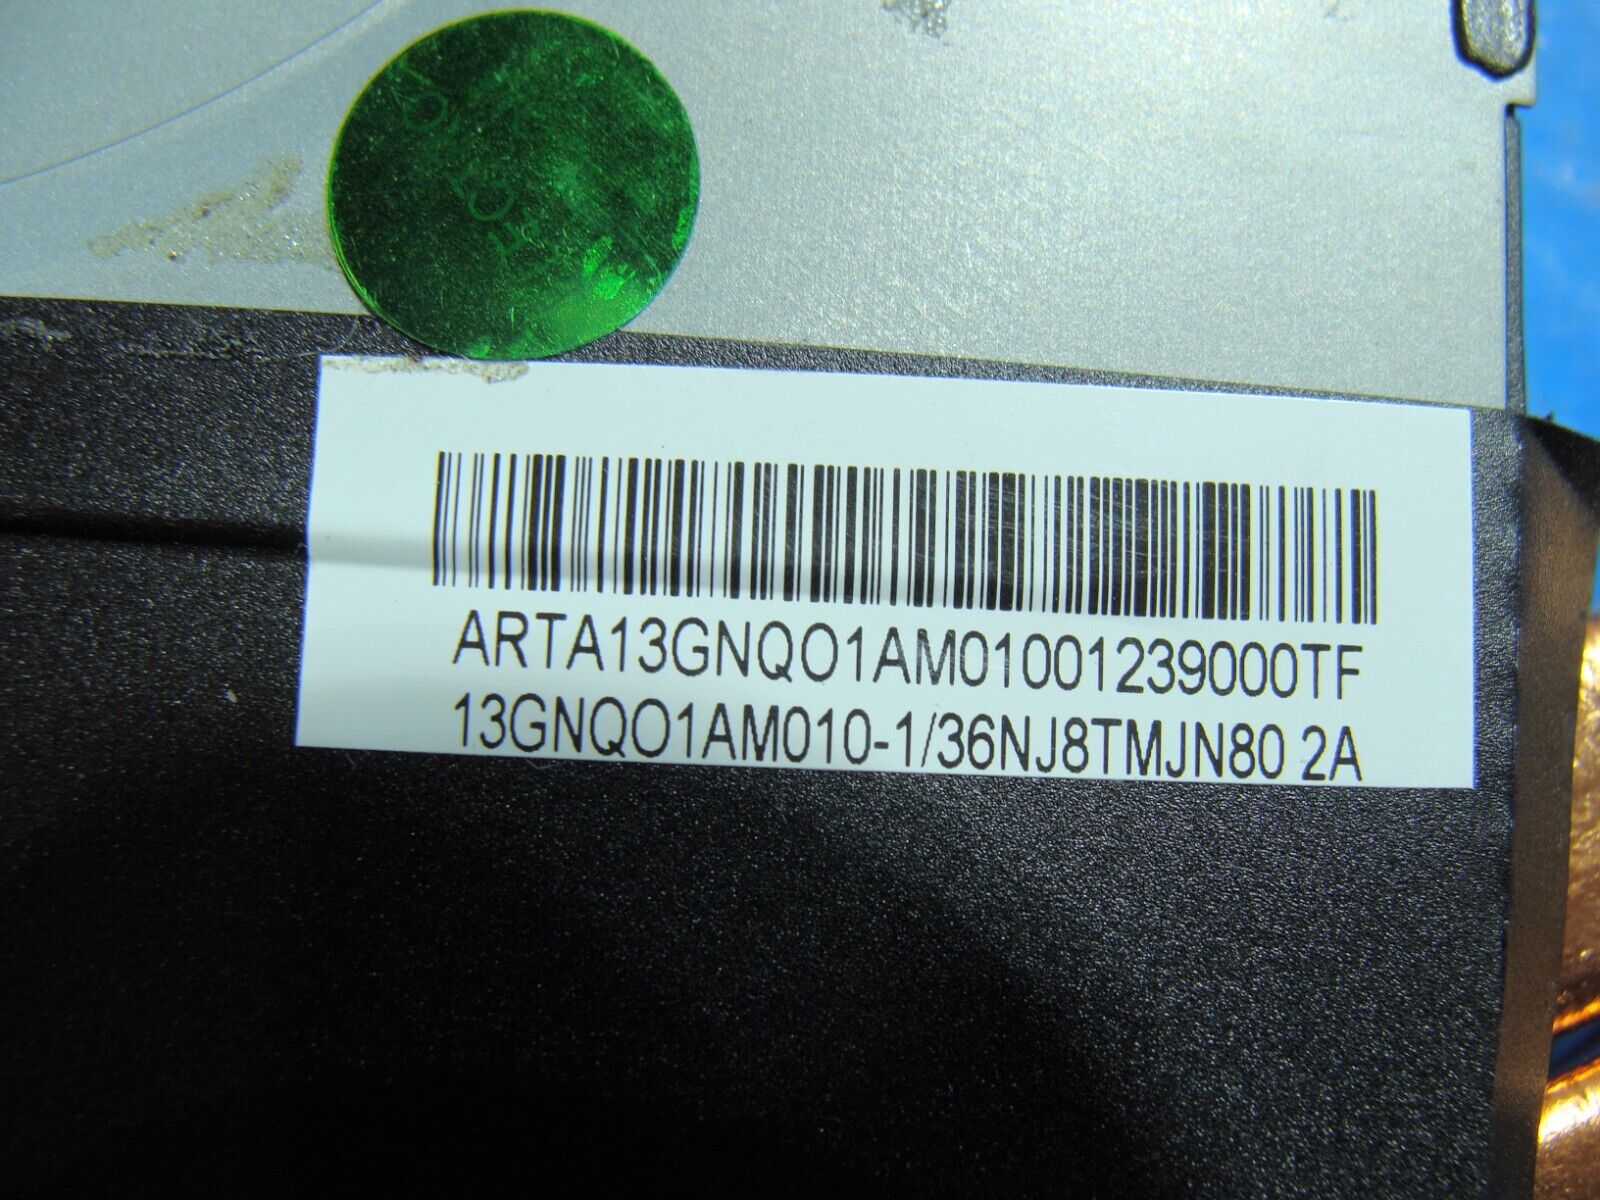 ARTA13GNQO1AM01001239000TF
13GNQO1AM010-1/36NJ8TMJN80 2A